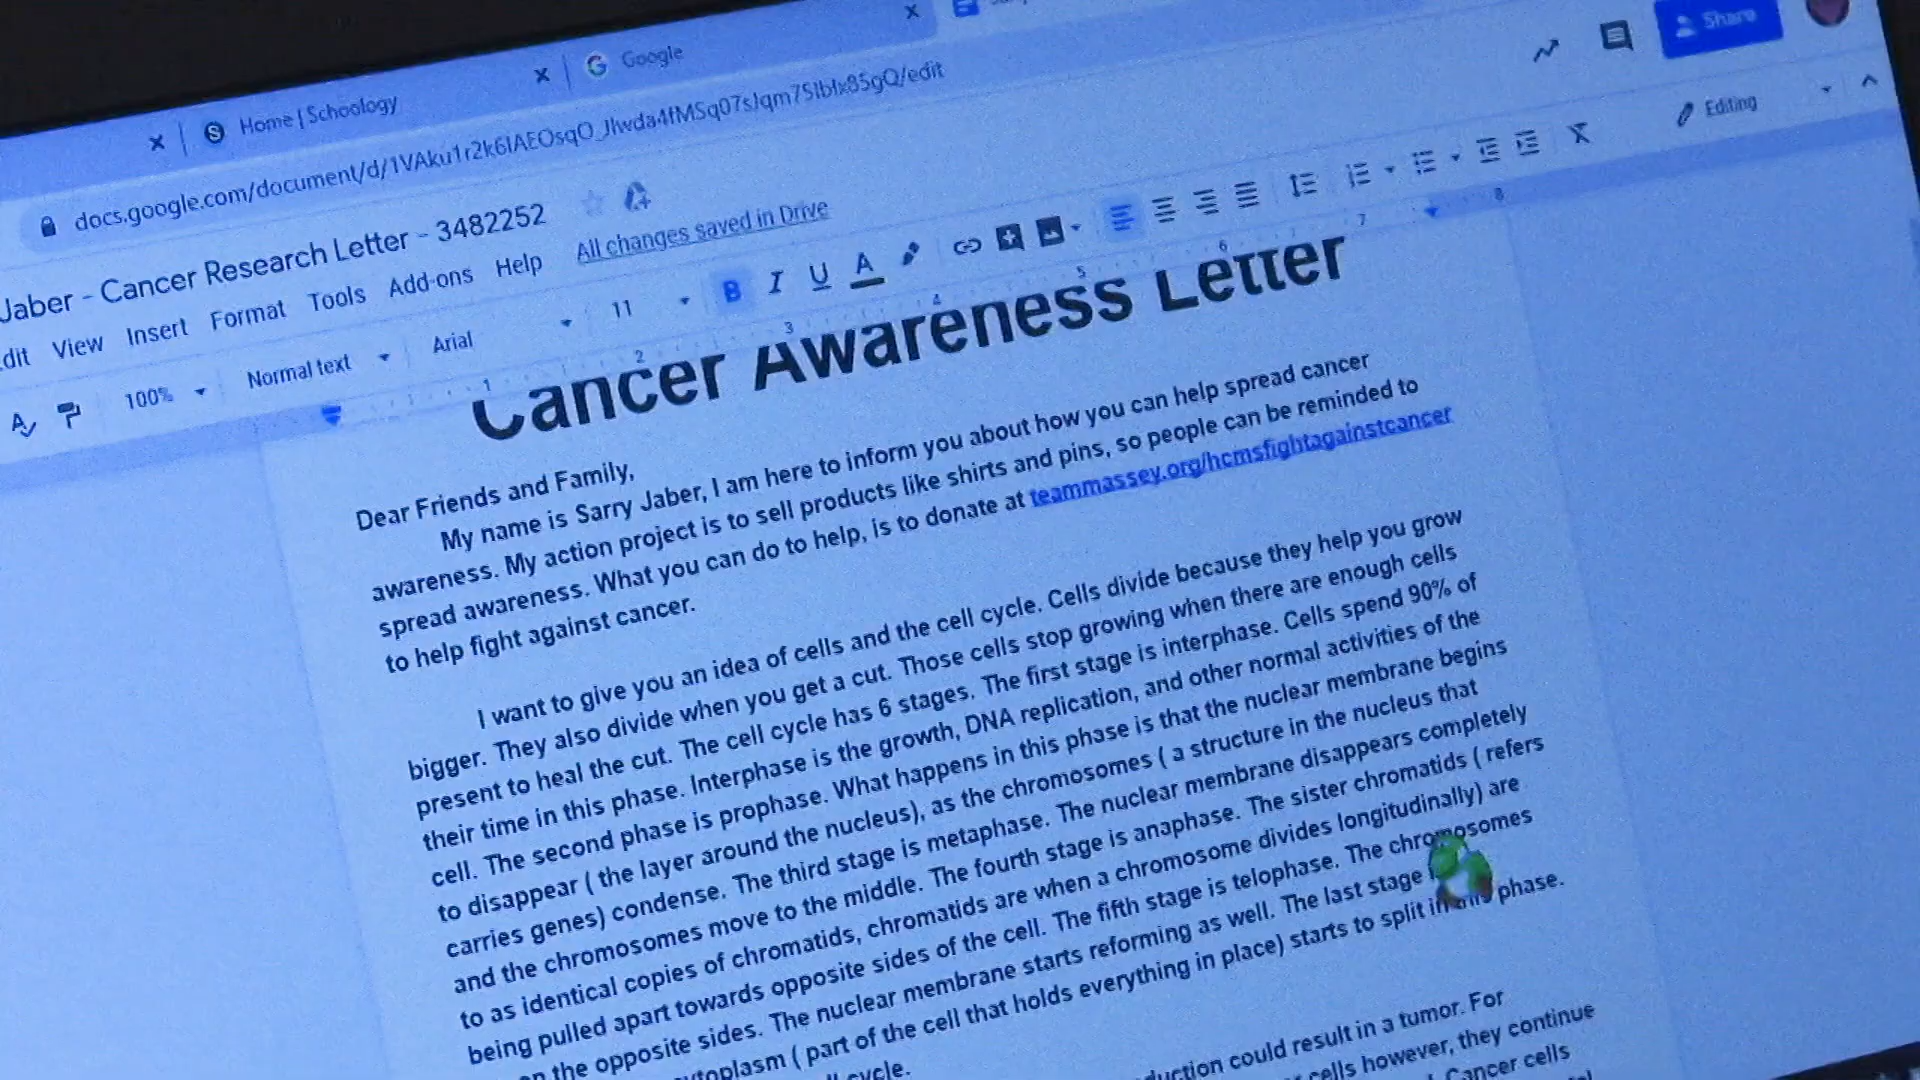 Home | Schoology
Google
Share
docs.google.com/document/d/1VAku1r2k6IAEOsqO_Jlwda4fMSq07sJqm75lblx85gQ/edit
Jaber - Cancer Research Letter - 3482252
Editing
dit View Insert Format Tools Add-ons Help All changes saved in Drive
100% Normal text Arial 11 B I U A
1 2 3 4 5 6 7 8
Cancer Awareness Letter
Dear Friends and Family,
My name is Sarry Jaber, I am here to inform you about how you can help spread cancer
awareness. My action project is to sell products like shirts and pins, so people can be reminded to
spread awareness. What you can do to help, is to donate at teammassey.org/hcmsfightagainstcancer
to help fight against cancer.
I want to give you an idea of cells and the cell cycle. Cells divide because they help you grow
bigger. They also divide when you get a cut. Those cells stop growing when there are enough cells
present to heal the cut. The cell cycle has 6 stages. The first stage is interphase. Cells spend 90% of
their time in this phase. Interphase is the growth, DNA replication, and other normal activities of the
cell. The second phase is prophase. What happens in this phase is that the nuclear membrane begins
to disappear ( the layer around the nucleus), as the chromosomes ( a structure in the nucleus that
carries genes) condense. The third stage is metaphase. The nuclear membrane disappears completely
and the chromosomes move to the middle. The fourth stage is anaphase. The sister chromatids ( refers
to as identical copies of chromatids, chromatids are when a chromosome divides longitudinally) are
being pulled apart towards opposite sides of the cell. The fifth stage is telophase. The chromosomes
on the opposite sides. The nuclear membrane starts reforming as well. The last stage
ytoplasm ( part of the cell that holds everything in place) starts to split in this phase.
cycle.
duction could result in a tumor. For
cells however, they continue
Cancer cells